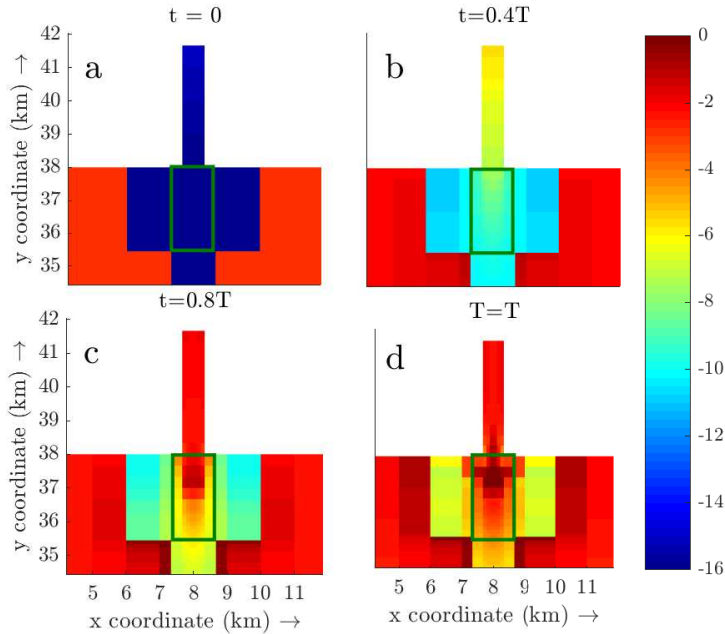 t = 0
t=0.4T
a
b
42
41
40
39
38
37
36
35
y coordinate (km) →
t=0.8T
T=T
c
d
42
41
40
39
38
37
36
35
y coordinate (km) →
5 6 7 8 9 10 11
x coordinate (km) →
5 6 7 8 9 10 11
x coordinate (km) →
0
-2
-4
-6
-8
-10
-12
-14
-16